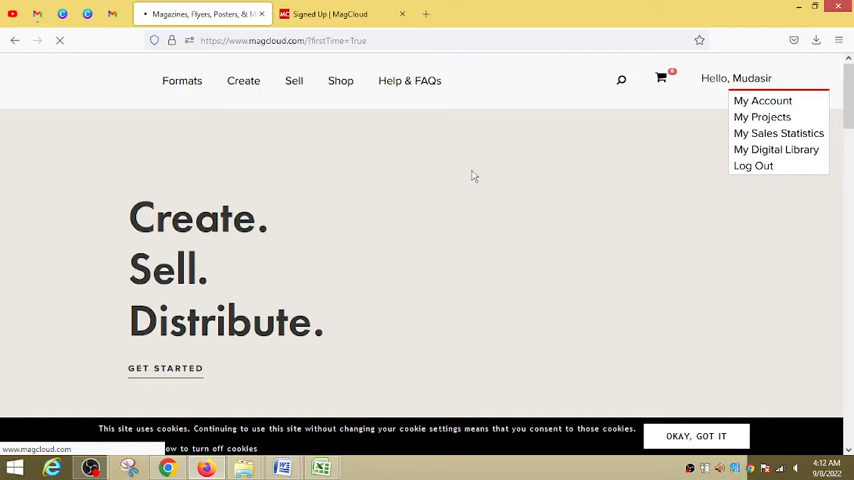 Magazines, Flyers, Posters, & M
Signed Up | MagCloud
https://www.magcloud.com/?firstTime=True
Formats
Create
Sell
Shop
Help & FAQs
0
Hello, Mudasir
My Account
My Projects
My Sales Statistics
My Digital Library
Log Out
Create.
Sell.
Distribute.
GET STARTED
This site uses cookies. Continuing to use this site without changing your cookie settings means that you consent to those cookies.
ow to turn off cookies
OKAY, GOT IT
www.magcloud.com
4:12 AM
9/8/2022